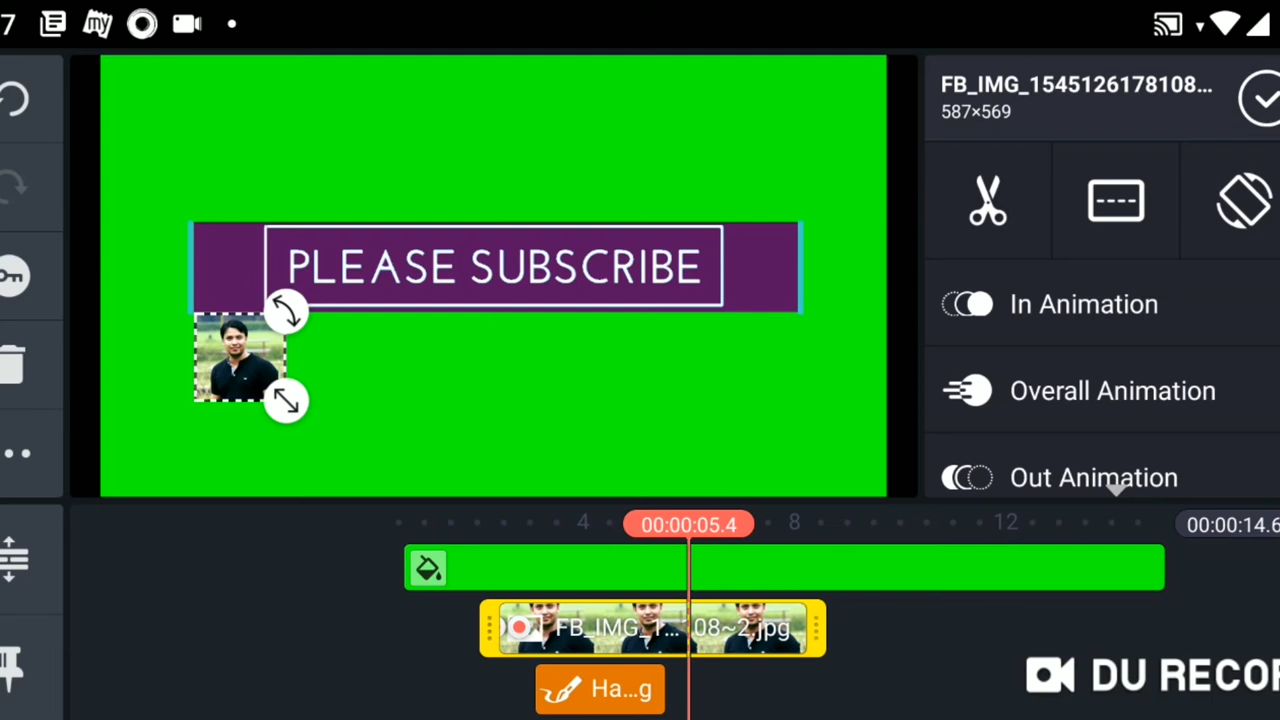 7
my
FB_IMG_1545126178108...
587×569
PLEASE SUBSCRIBE
In Animation
Overall Animation
Out Animation
4
00:00:05.4
8
12
00:00:14.6
FB_IMG_1...08~2.jpg
Ha...g
DU RECOR